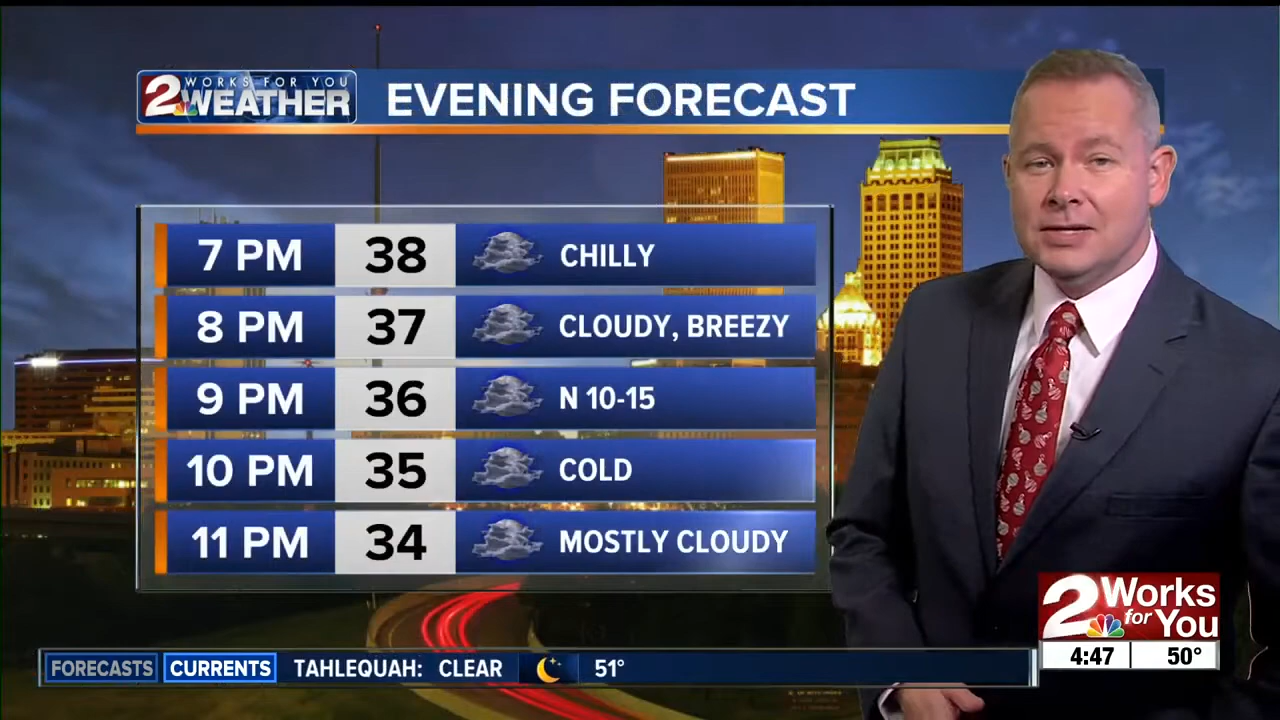 WORKS FOR YOU
2 WEATHER
EVENING FORECAST
7 PM 38 CHILLY
8 PM 37 CLOUDY, BREEZY
9 PM 36 N 10-15
10 PM 35 COLD
11 PM 34 MOSTLY CLOUDY
2 Works
for You
4:47 50°
FORECASTS CURRENTS TAHLEQUAH: CLEAR 51°